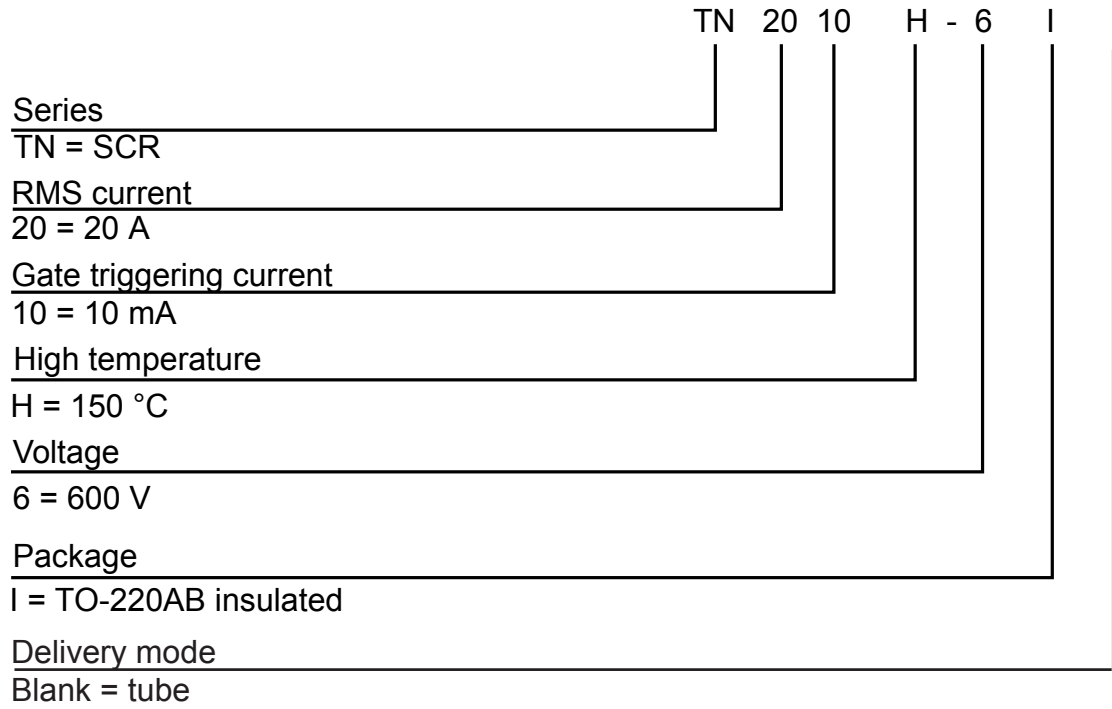 TN 20 10 H - 6 I
Series
TN = SCR
RMS current
20 = 20 A
Gate triggering current
10 = 10 mA
High temperature
H = 150 °C
Voltage
6 = 600 V
Package
I = TO-220AB insulated
Delivery mode
Blank = tube